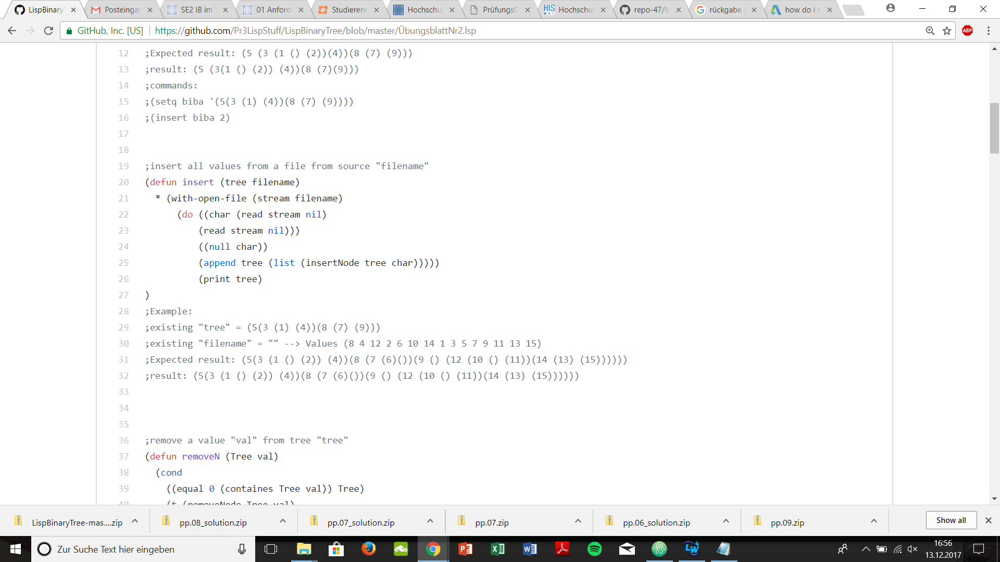 LispBinary
Posteingar
SE2 IB im
01 Anford
Studierenc
Hochschul
PrüfungsO
HIS Hochschul
repo-47/lis
rückgabe
how do i s
GitHub, Inc. [US] https://github.com/Pr3LispStuff/LispBinaryTree/blob/master/ÜbungsblattNr2.lsp
ABP
12 ;Expected result: (5 (3 (1 () (2))(4))(8 (7) (9)))
13 ;result: (5 (3(1 () (2)) (4))(8 (7)(9)))
14 ;commands:
15 ;(setq biba '(5(3 (1) (4))(8 (7) (9))))
16 ;(insert biba 2)
17
18
19 ;insert all values from a file from source "filename"
20 (defun insert (tree filename)
21 * (with-open-file (stream filename)
22 (do ((char (read stream nil)
23 (read stream nil)))
24 ((null char))
25 (append tree (list (insertNode tree char)))))
26 (print tree)
27 )
28 ;Example:
29 ;existing "tree" = (5(3 (1) (4))(8 (7) (9)))
30 ;existing "filename" = "" --> Values (8 4 12 2 6 10 14 1 3 5 7 9 11 13 15)
31 ;Expected result: (5(3 (1 () (2)) (4))(8 (7 (6)())(9 () (12 (10 () (11))(14 (13) (15))))))
32 ;result: (5(3 (1 () (2)) (4))(8 (7 (6)())(9 () (12 (10 () (11))(14 (13) (15))))))
33
34
35
36 ;remove a value "val" from tree "tree"
37 (defun removeN (Tree val)
38 (cond
39 ((equal 0 (containes Tree val)) Tree)
40 (t (removeNode Tree val)
LispBinaryTree-mas....zip
pp.08_solution.zip
pp.07_solution.zip
pp.07.zip
pp.06_solution.zip
pp.09.zip
Show all
Zur Suche Text hier eingeben
16:56
13.12.2017